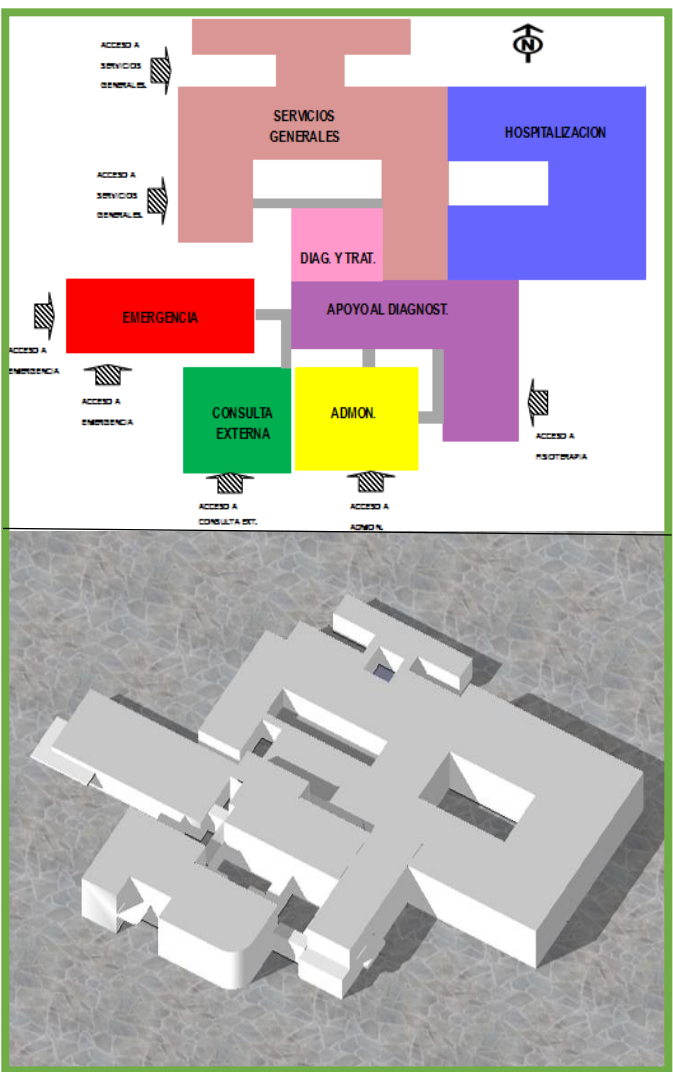 ACCESO A
SERVICIOS
GENERALES
N
SERVICIOS
GENERALES
HOSPITALIZACION
ACCESO A
SERVICIOS
GENERALES
DIAG. Y TRAT.
APOYO AL DIAGNOST.
EMERGENCIA
ACCESO A
EMERGENCIA
ACCESO A
EMERGENCIA
CONSULTA
EXTERNA
ADMON.
ACCESO A
FISIOTERAPIA
ACCESO A
CONSULTA EXT.
ACCESO A
ADMON.